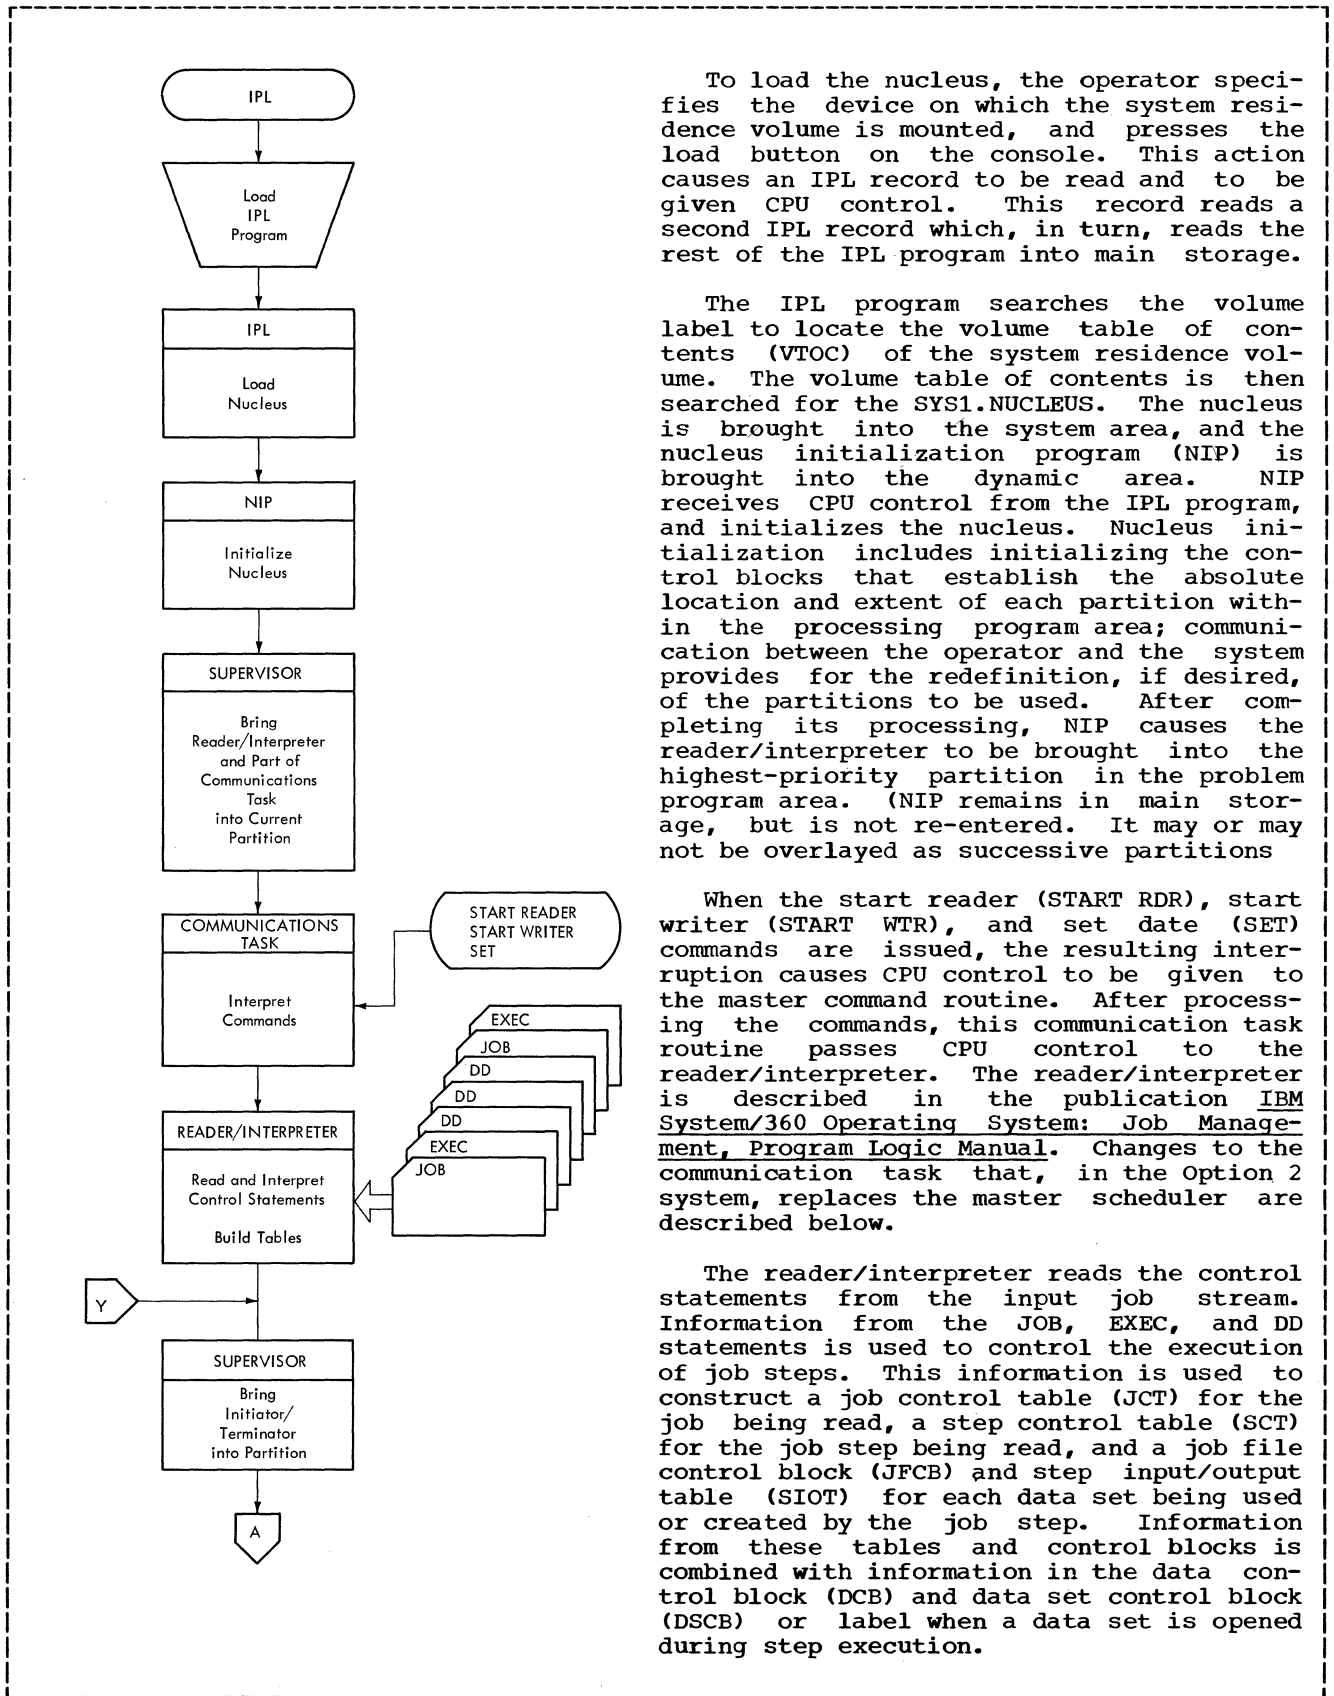 IPL
Load
IPL
Program
IPL
Load
Nucleus
NIP
Initialize
Nucleus
SUPERVISOR
Bring
Reader/Interpreter
and Part of
Communications
Task
into Current
Partition
COMMUNICATIONS
TASK
Interpret
Commands
START READER
START WRITER
SET
EXEC
JOB
DD
DD
DD
EXEC
JOB
READER/INTERPRETER
Read and Interpret
Control Statements
Build Tables
Y
SUPERVISOR
Bring
Initiator/
Terminator
into Partition
A
To load the nucleus, the operator speci-
fies the device on which the system resi-
dence volume is mounted, and presses the
load button on the console. This action
causes an IPL record to be read and to be
given CPU control. This record reads a
second IPL record which, in turn, reads the
rest of the IPL program into main storage.
The IPL program searches the volume
label to locate the volume table of con-
tents (VTOC) of the system residence vol-
ume. The volume table of contents is then
searched for the SYS1.NUCLEUS. The nucleus
is brought into the system area, and the
nucleus initialization program (NIP) is
brought into the dynamic area. NIP
receives CPU control from the IPL program,
and initializes the nucleus. Nucleus ini-
tialization includes initializing the con-
trol blocks that establish the absolute
location and extent of each partition with-
in the processing program area; communi-
cation between the operator and the system
provides for the redefinition, if desired,
of the partitions to be used. After com-
pleting its processing, NIP causes the
reader/interpreter to be brought into the
highest-priority partition in the problem
program area. (NIP remains in main stor-
age, but is not re-entered. It may or may
not be overlayed as successive partitions
When the start reader (START RDR), start
writer (START WTR), and set date (SET)
commands are issued, the resulting inter-
ruption causes CPU control to be given to
the master command routine. After process-
ing the commands, this communication task
routine passes CPU control to the
reader/interpreter. The reader/interpreter
is described in the publication IBM
System/360 Operating System: Job Manage-
ment, Program Logic Manual. Changes to the
communication task that, in the Option 2
system, replaces the master scheduler are
described below.
The reader/interpreter reads the control
statements from the input job stream.
Information from the JOB, EXEC, and DD
statements is used to control the execution
of job steps. This information is used to
construct a job control table (JCT) for the
job being read, a step control table (SCT)
for the job step being read, and a job file
control block (JFCB) and step input/output
table (SIOT) for each data set being used
or created by the job step. Information
from these tables and control blocks is
combined with information in the data con-
trol block (DCB) and data set control block
(DSCB) or label when a data set is opened
during step execution.